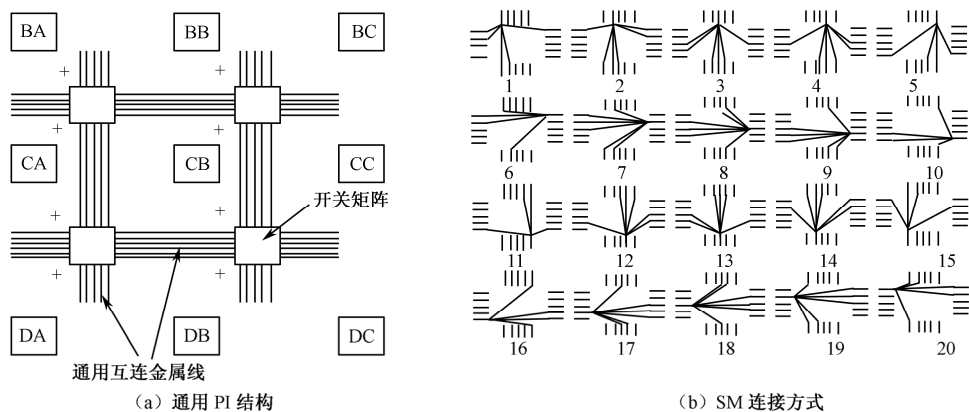 BA BB BC
CA CB CC
开关矩阵
DA DB DC
通用互连金属线
(a) 通用 PI 结构
1 2 3 4 5
6 7 8 9 10
11 12 13 14 15
16 17 18 19 20
(b) SM 连接方式